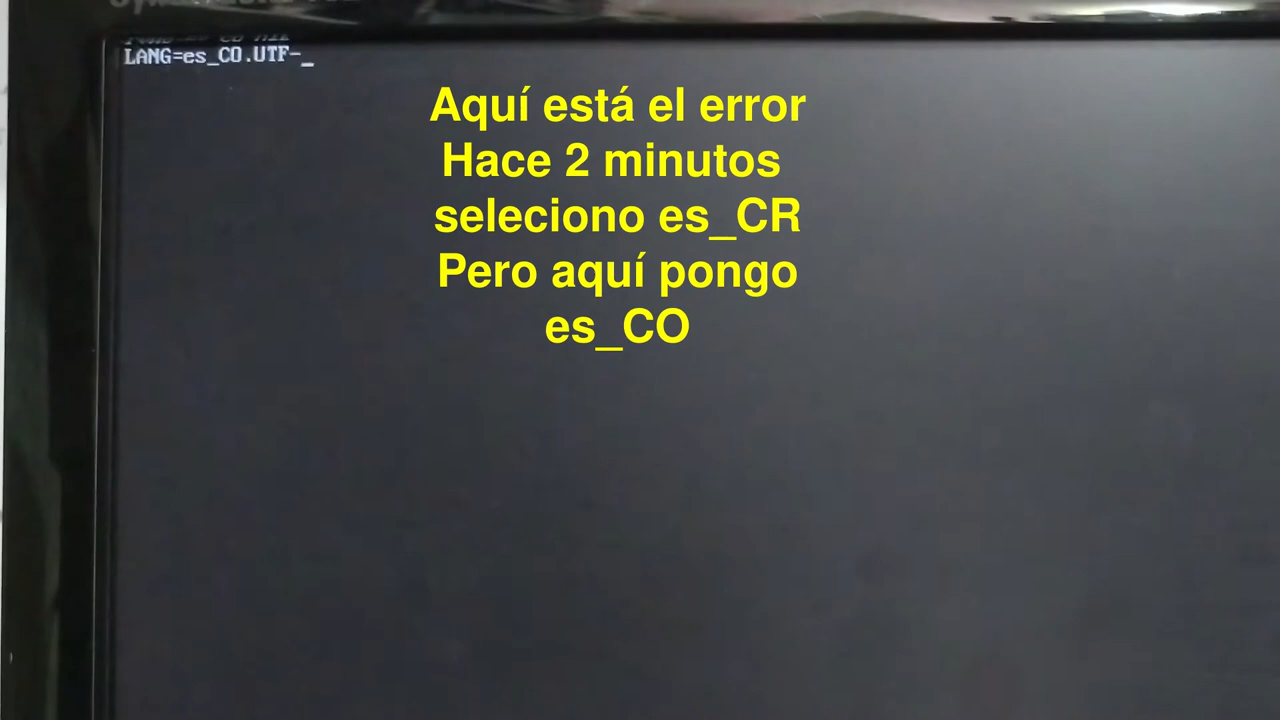 LANG=es_CO.UTF-_
Aquí está el error
Hace 2 minutos
seleciono es_CR
Pero aquí pongo
es_CO